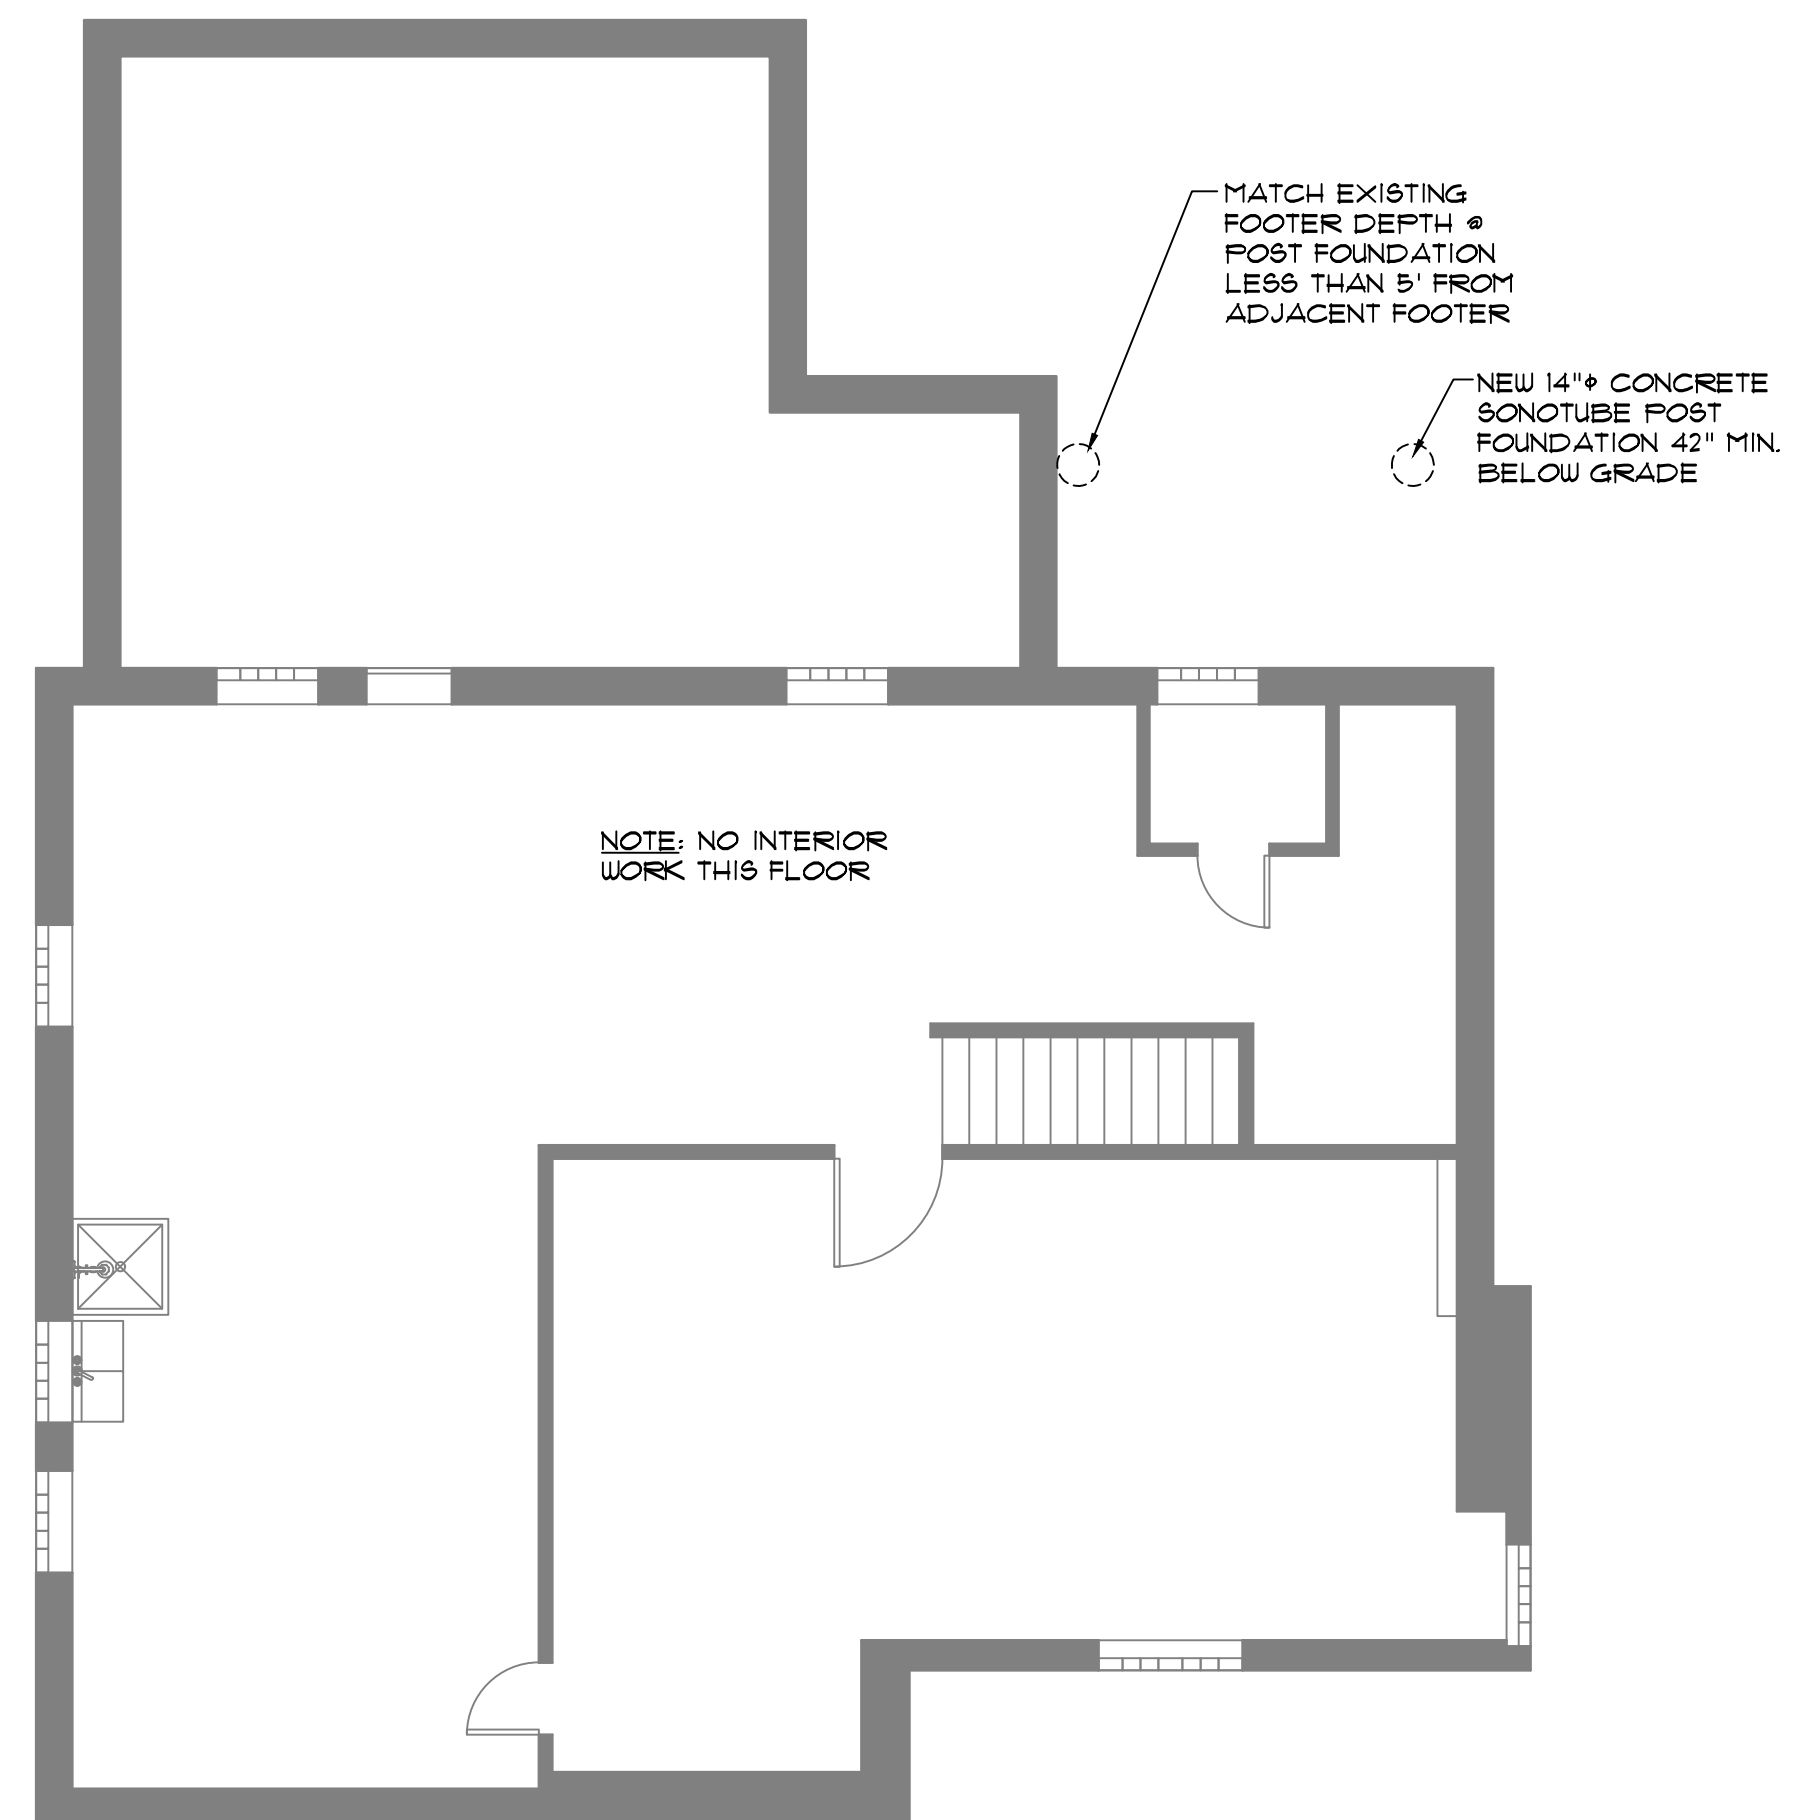 MATCH EXISTING
FOOTER DEPTH @
POST FOUNDATION
LESS THAN 5' FROM
ADJACENT FOOTER
NEW 14"ϕ CONCRETE
SONOTUBE POST
FOUNDATION 42" MIN.
BELOW GRADE
NOTE: NO INTERIOR
WORK THIS FLOOR